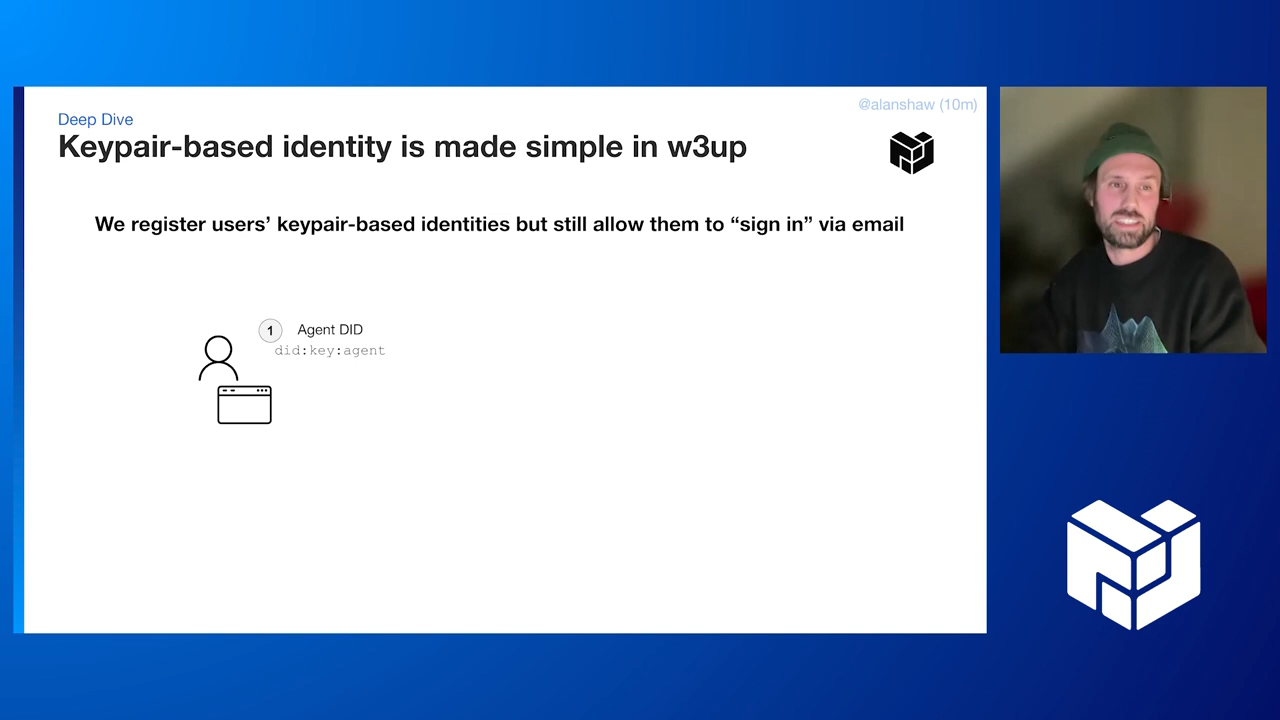 @alanshaw (10m)
Deep Dive
Keypair-based identity is made simple in w3up
We register users’ keypair-based identities but still allow them to “sign in” via email
1 Agent DID
did:key:agent